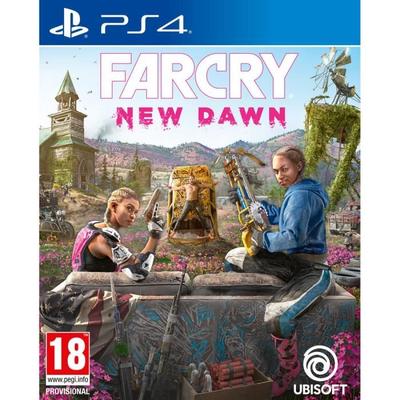 PS4
FARCRY
NEW DAWN
18
www.pegi.info
PROVISIONAL
UBISOFT